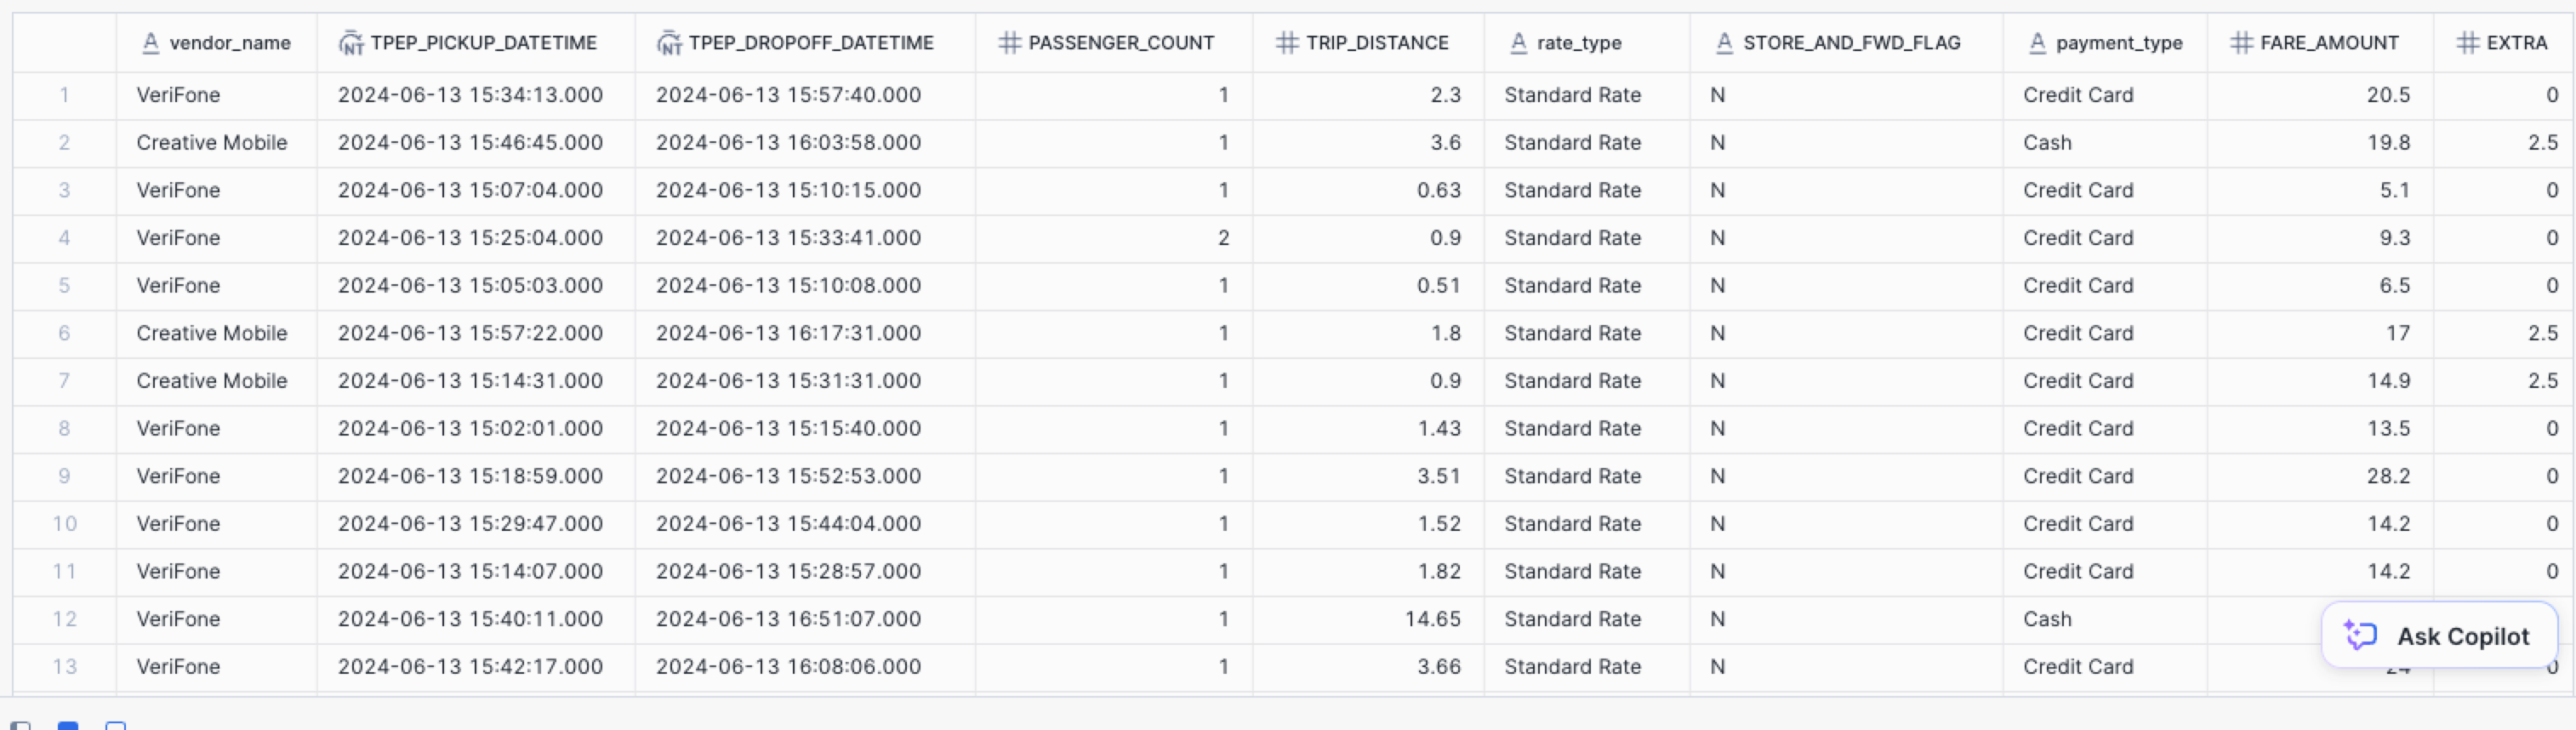 vendor_name TPEP_PICKUP_DATETIME TPEP_DROPOFF_DATETIME PASSENGER_COUNT TRIP_DISTANCE rate_type STORE_AND_FWD_FLAG payment_type FARE_AMOUNT EXTRA
1 VeriFone 2024-06-13 15:34:13.000 2024-06-13 15:57:40.000 1 2.3 Standard Rate N Credit Card 20.5 0
2 Creative Mobile 2024-06-13 15:46:45.000 2024-06-13 16:03:58.000 1 3.6 Standard Rate N Cash 19.8 2.5
3 VeriFone 2024-06-13 15:07:04.000 2024-06-13 15:10:15.000 1 0.63 Standard Rate N Credit Card 5.1 0
4 VeriFone 2024-06-13 15:25:04.000 2024-06-13 15:33:41.000 2 0.9 Standard Rate N Credit Card 9.3 0
5 VeriFone 2024-06-13 15:05:03.000 2024-06-13 15:10:08.000 1 0.51 Standard Rate N Credit Card 6.5 0
6 Creative Mobile 2024-06-13 15:57:22.000 2024-06-13 16:17:31.000 1 1.8 Standard Rate N Credit Card 17 2.5
7 Creative Mobile 2024-06-13 15:14:31.000 2024-06-13 15:31:31.000 1 0.9 Standard Rate N Credit Card 14.9 2.5
8 VeriFone 2024-06-13 15:02:01.000 2024-06-13 15:15:40.000 1 1.43 Standard Rate N Credit Card 13.5 0
9 VeriFone 2024-06-13 15:18:59.000 2024-06-13 15:52:53.000 1 3.51 Standard Rate N Credit Card 28.2 0
10 VeriFone 2024-06-13 15:29:47.000 2024-06-13 15:44:04.000 1 1.52 Standard Rate N Credit Card 14.2 0
11 VeriFone 2024-06-13 15:14:07.000 2024-06-13 15:28:57.000 1 1.82 Standard Rate N Credit Card 14.2 0
12 VeriFone 2024-06-13 15:40:11.000 2024-06-13 16:51:07.000 1 14.65 Standard Rate N Cash
Ask Copilot
13 VeriFone 2024-06-13 15:42:17.000 2024-06-13 16:08:06.000 1 3.66 Standard Rate N Credit Card